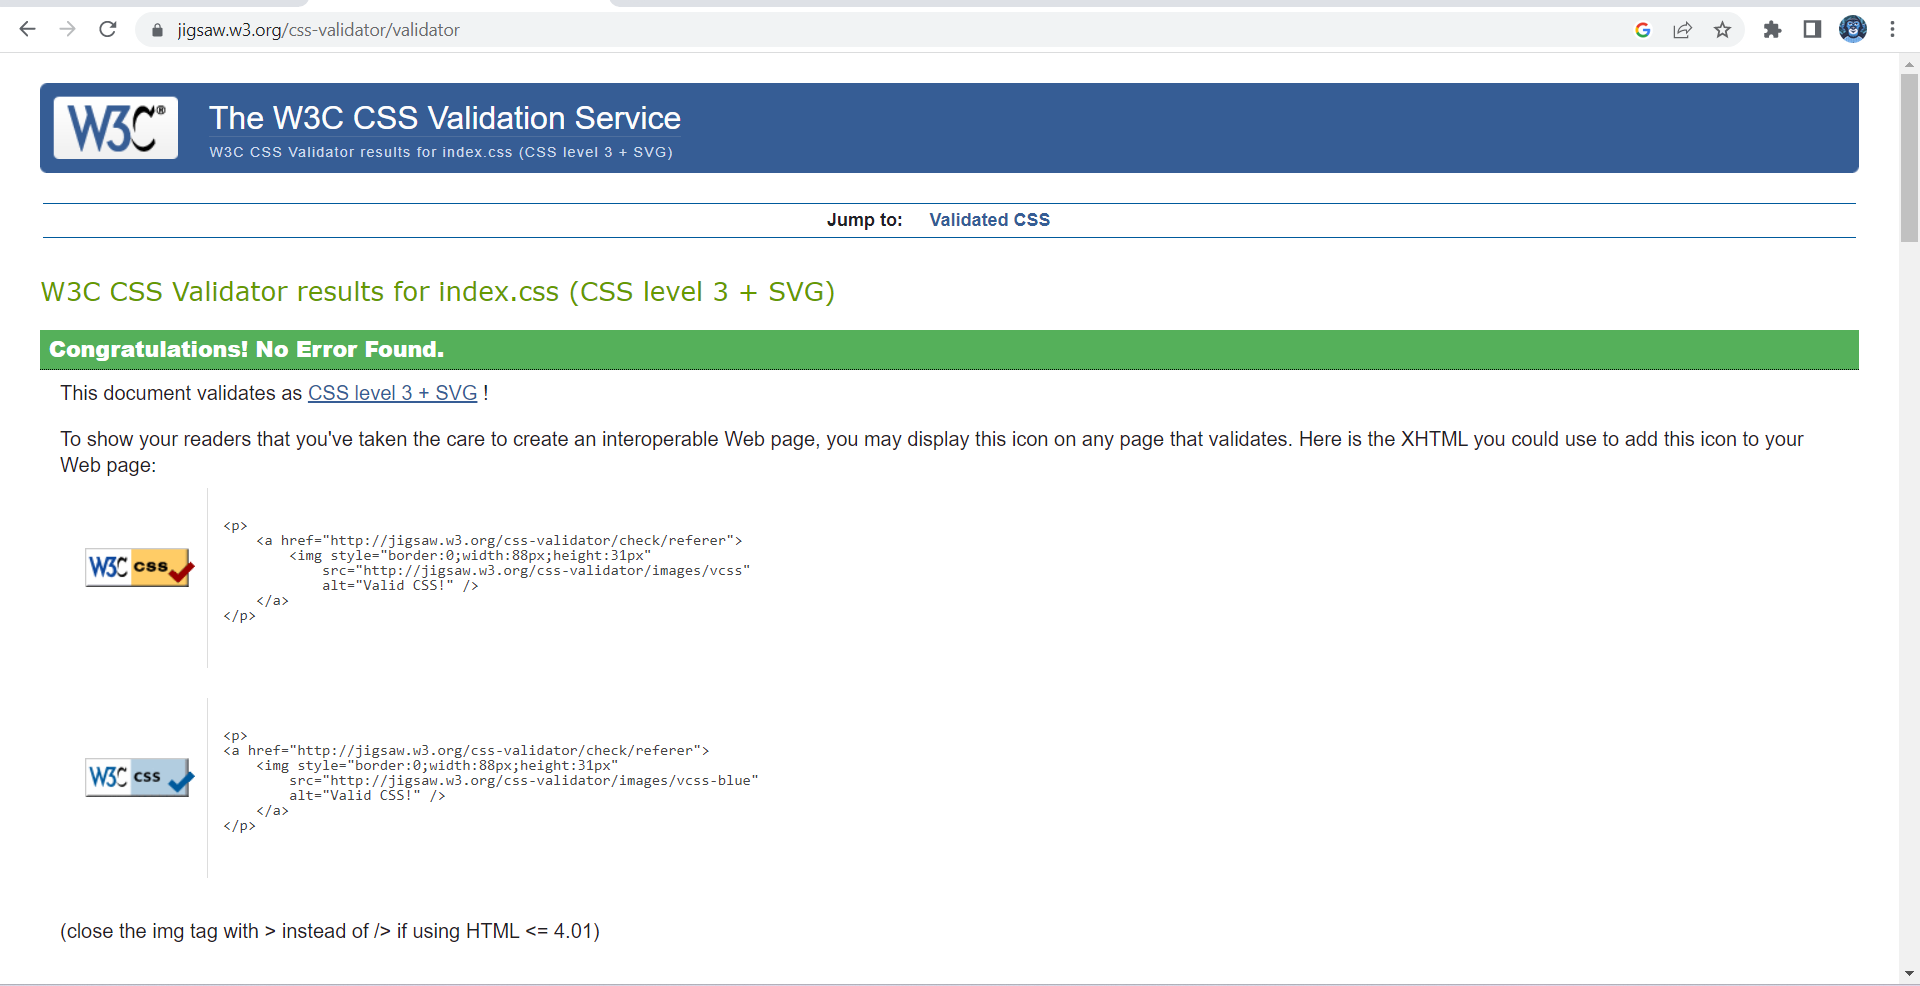 jigsaw.w3.org/css-validator/validator
W3C®
The W3C CSS Validation Service
W3C CSS Validator results for index.css (CSS level 3 + SVG)
Jump to: Validated CSS
W3C CSS Validator results for index.css (CSS level 3 + SVG)
Congratulations! No Error Found.
This document validates as CSS level 3 + SVG !
To show your readers that you've taken the care to create an interoperable Web page, you may display this icon on any page that validates. Here is the XHTML you could use to add this icon to your
Web page:
W3C css
<p>
    <a href="http://jigsaw.w3.org/css-validator/check/referer">
        <img style="border:0;width:88px;height:31px"
            src="http://jigsaw.w3.org/css-validator/images/vcss"
            alt="Valid CSS!" />
    </a>
</p>
W3C css
<p>
<a href="http://jigsaw.w3.org/css-validator/check/referer">
    <img style="border:0;width:88px;height:31px"
        src="http://jigsaw.w3.org/css-validator/images/vcss-blue"
        alt="Valid CSS!" />
    </a>
</p>
(close the img tag with > instead of /> if using HTML <= 4.01)